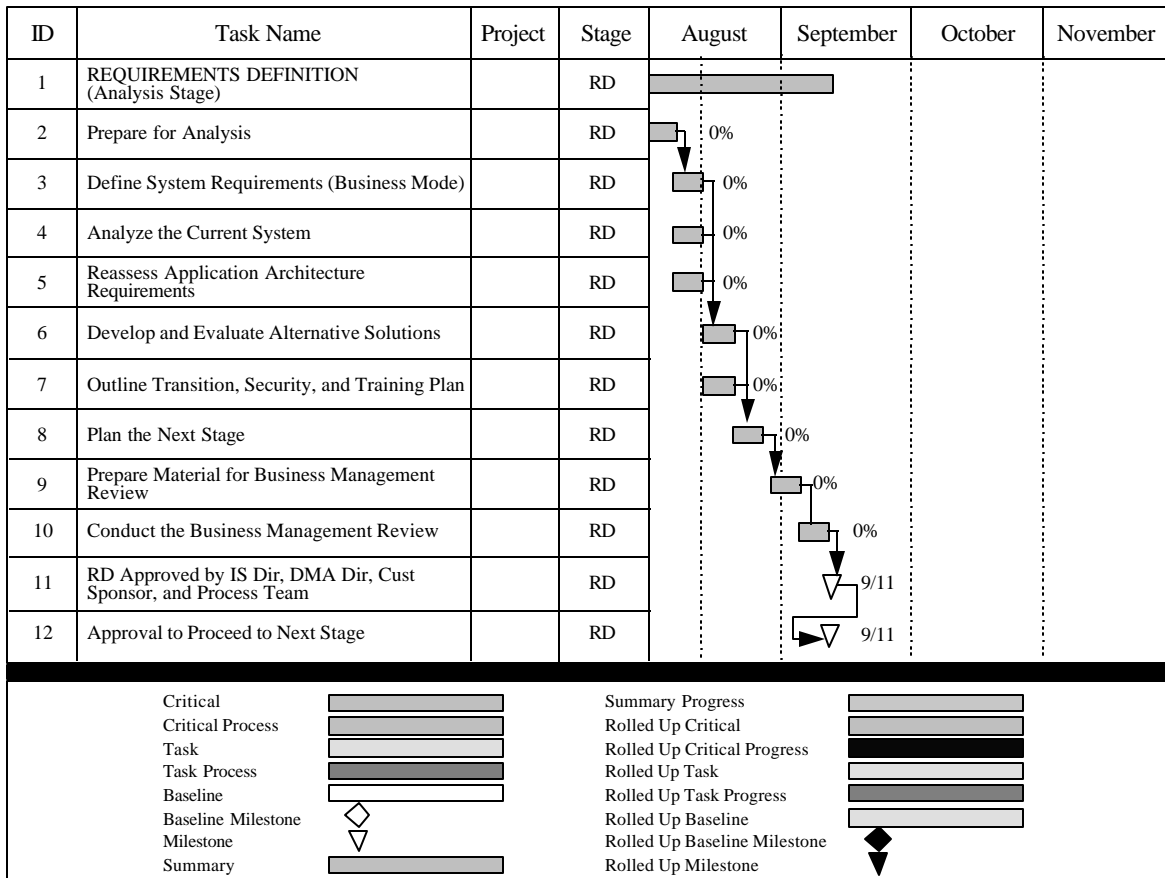 ID Task Name Project Stage August September October November
1 REQUIREMENTS DEFINITION
(Analysis Stage) RD
2 Prepare for Analysis RD 0%
3 Define System Requirements (Business Mode) RD 0%
4 Analyze the Current System RD 0%
5 Reassess Application Architecture
Requirements RD 0%
6 Develop and Evaluate Alternative Solutions RD 0%
7 Outline Transition, Security, and Training Plan RD 0%
8 Plan the Next Stage RD 0%
9 Prepare Material for Business Management
Review RD 0%
10 Conduct the Business Management Review RD 0%
11 RD Approved by IS Dir, DMA Dir, Cust
Sponsor, and Process Team RD 9/11
12 Approval to Proceed to Next Stage RD 9/11
Critical
Critical Process
Task
Task Process
Baseline
Baseline Milestone
Milestone
Summary
Summary Progress
Rolled Up Critical
Rolled Up Critical Progress
Rolled Up Task
Rolled Up Task Progress
Rolled Up Baseline
Rolled Up Baseline Milestone
Rolled Up Milestone